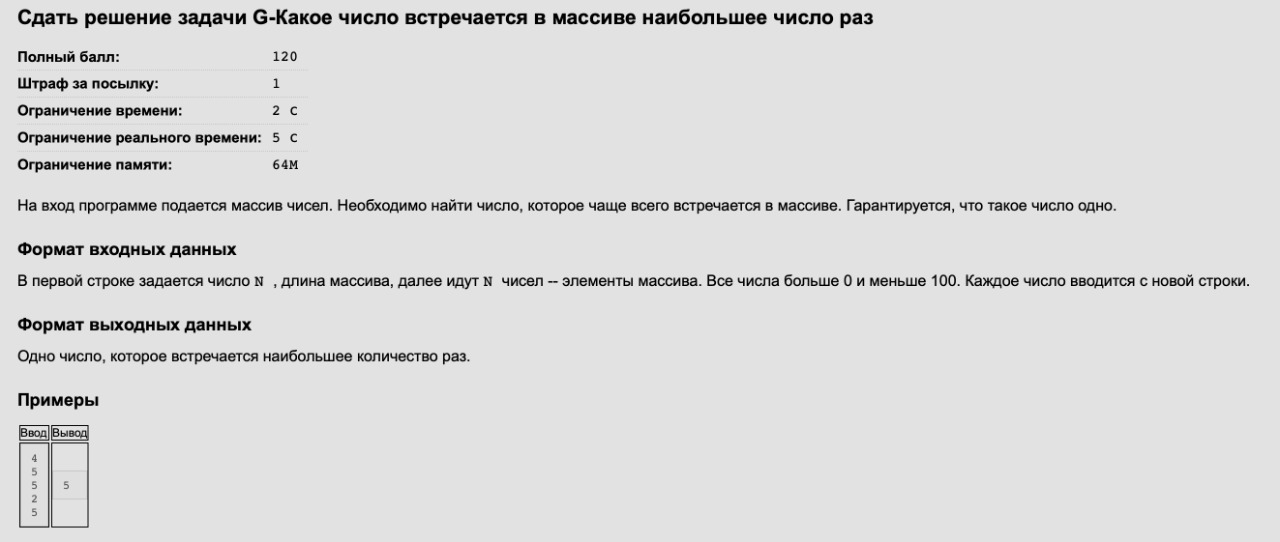 Сдать решение задачи G-Какое число встречается в массиве наибольшее число раз
Полный балл: 120
Штраф за посылку: 1
Ограничение времени: 2 с
Ограничение реального времени: 5 с
Ограничение памяти: 64M
На вход программе подается массив чисел. Необходимо найти число, которое чаще всего встречается в массиве. Гарантируется, что такое число одно.
Формат входных данных
В первой строке задается число N , длина массива, далее идут N чисел -- элементы массива. Все числа больше 0 и меньше 100. Каждое число вводится с новой строки.
Формат выходных данных
Одно число, которое встречается наибольшее количество раз.
Примеры
Ввод Вывод
4
5
5 5
2
5